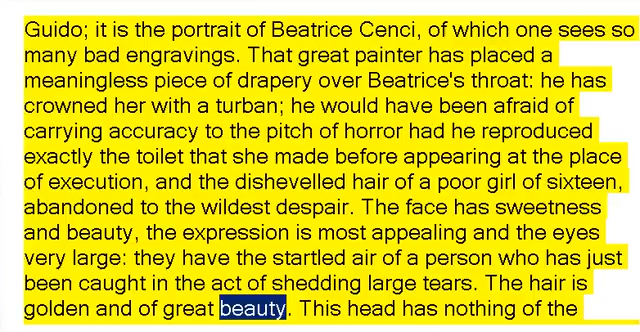 Guido; it is the portrait of Beatrice Cenci, of which one sees so
many bad engravings. That great painter has placed a
meaningless piece of drapery over Beatrice's throat: he has
crowned her with a turban; he would have been afraid of
carrying accuracy to the pitch of horror had he reproduced
exactly the toilet that she made before appearing at the place
of execution, and the dishevelled hair of a poor girl of sixteen,
abandoned to the wildest despair. The face has sweetness
and beauty, the expression is most appealing and the eyes
very large: they have the startled air of a person who has just
been caught in the act of shedding large tears. The hair is
golden and of great beauty. This head has nothing of the